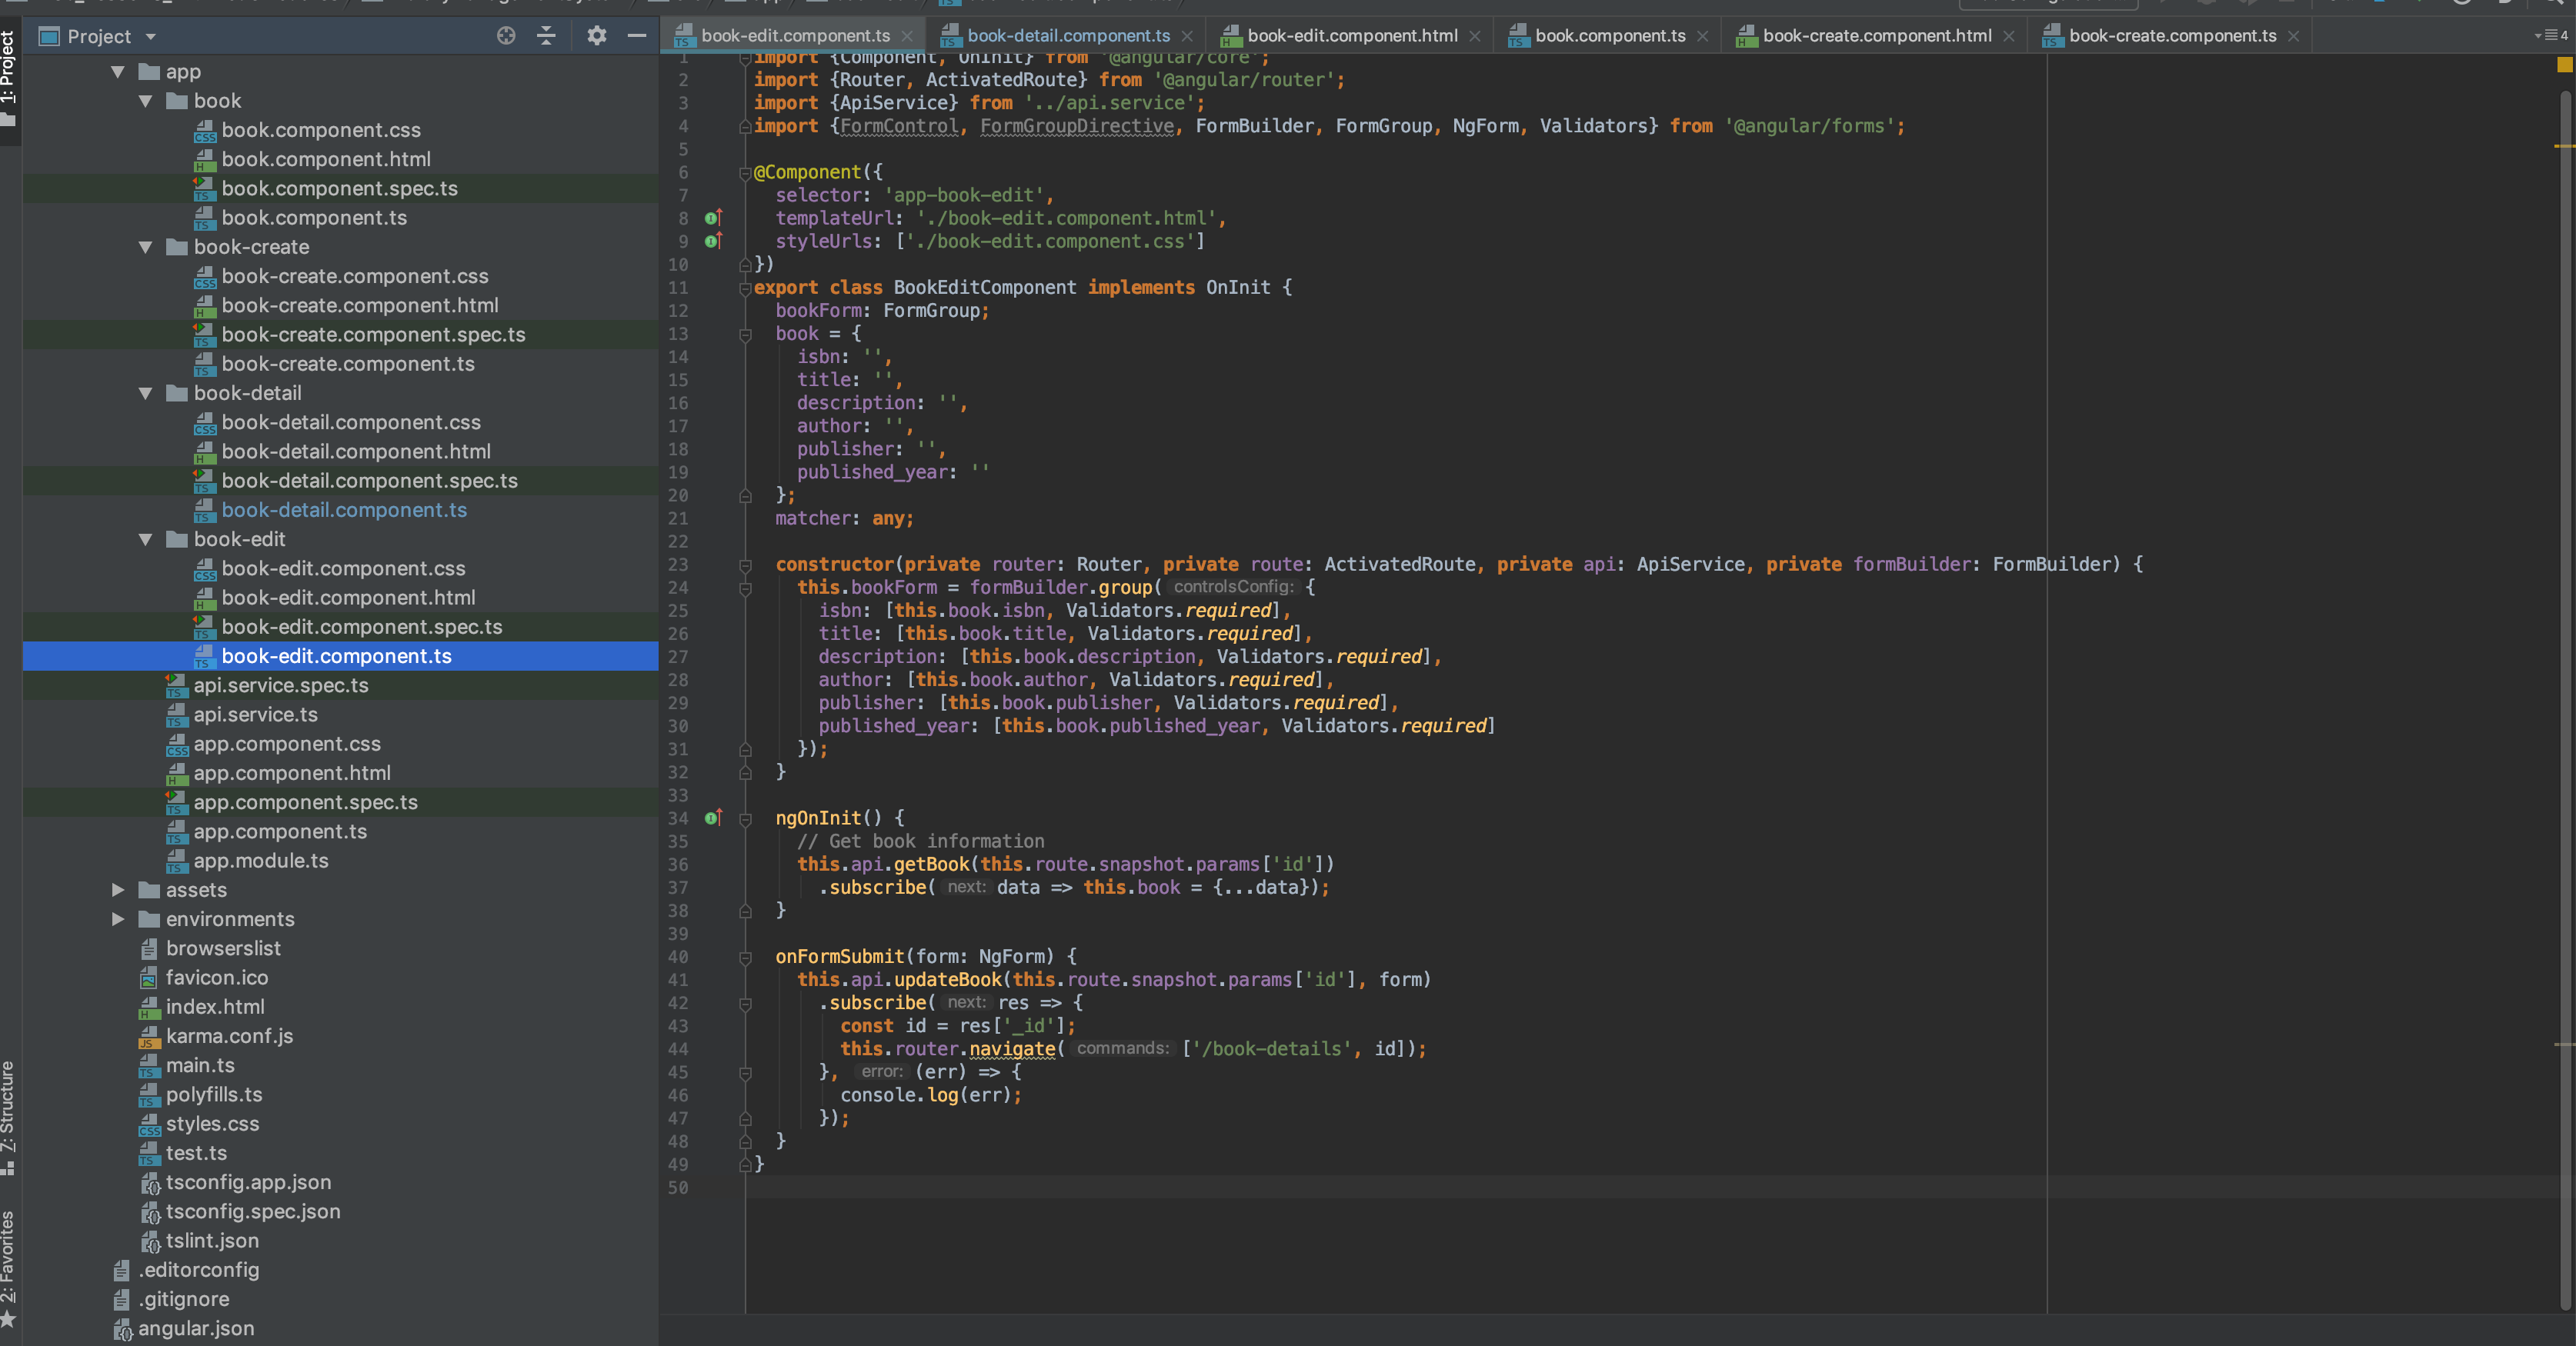 1: Project
Project
app
book
book.component.css
book.component.html
book.component.spec.ts
book.component.ts
book-create
book-create.component.css
book-create.component.html
book-create.component.spec.ts
book-create.component.ts
book-detail
book-detail.component.css
book-detail.component.html
book-detail.component.spec.ts
book-detail.component.ts
book-edit
book-edit.component.css
book-edit.component.html
book-edit.component.spec.ts
book-edit.component.ts
api.service.spec.ts
api.service.ts
app.component.css
app.component.html
app.component.spec.ts
app.component.ts
app.module.ts
assets
environments
browserslist
favicon.ico
index.html
karma.conf.js
main.ts
polyfills.ts
styles.css
test.ts
tsconfig.app.json
tsconfig.spec.json
tslint.json
.editorconfig
.gitignore
angular.json
7: Structure
2: Favorites
book-edit.component.ts book-detail.component.ts book-edit.component.html book.component.ts book-create.component.html book-create.component.ts 4
1 import {Component, OnInit} from '@angular/core';
2 import {Router, ActivatedRoute} from '@angular/router';
3 import {ApiService} from '../api.service';
4 import {FormControl, FormGroupDirective, FormBuilder, FormGroup, NgForm, Validators} from '@angular/forms';
5
6 @Component({
7 selector: 'app-book-edit',
8 templateUrl: './book-edit.component.html',
9 styleUrls: ['./book-edit.component.css']
10 })
11 export class BookEditComponent implements OnInit {
12 bookForm: FormGroup;
13 book = {
14 isbn: '',
15 title: '',
16 description: '',
17 author: '',
18 publisher: '',
19 published_year: ''
20 };
21 matcher: any;
22
23 constructor(private router: Router, private route: ActivatedRoute, private api: ApiService, private formBuilder: FormBuilder) {
24 this.bookForm = formBuilder.group( controlsConfig: {
25 isbn: [this.book.isbn, Validators.required],
26 title: [this.book.title, Validators.required],
27 description: [this.book.description, Validators.required],
28 author: [this.book.author, Validators.required],
29 publisher: [this.book.publisher, Validators.required],
30 published_year: [this.book.published_year, Validators.required]
31 });
32 }
33
34 ngOnInit() {
35 // Get book information
36 this.api.getBook(this.route.snapshot.params['id'])
37 .subscribe( next: data => this.book = {...data});
38 }
39
40 onFormSubmit(form: NgForm) {
41 this.api.updateBook(this.route.snapshot.params['id'], form)
42 .subscribe( next: res => {
43 const id = res['_id'];
44 this.router.navigate( commands: ['/book-details', id]);
45 }, error: (err) => {
46 console.log(err);
47 });
48 }
49 }
50